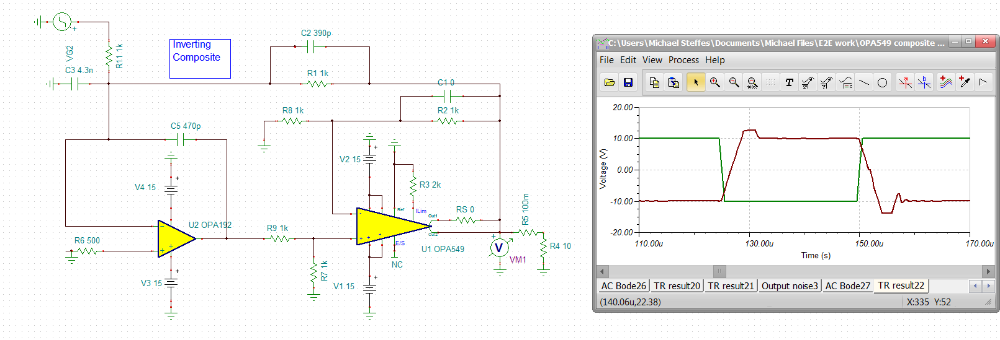 VG2
R11 1k
C3 4.3n
Inverting
Composite
C2 390p
R1 1k
C1 0
R8 1k
R2 1k
C5 470p
V4 15
V2 15
R3 2k
Ref
ILim
U2 OPA192
R6 500
V3 15
R9 1k
R7 1k
V1 15
E/S
NC
U1 OPA549
Out1
Out2
RS 0
R5 100m
R4 10
V
VM1
C:\Users\Michael Steffes\Documents\Michael Files\E2E work\OPA549 composite ...
File Edit View Process Help
100%
T
a
b
20.00
10.00
0.00
-10.00
-20.00
Voltage (V)
110.00u 130.00u 150.00u 170.00u
Time (s)
AC Bode26 TR result20 TR result21 Output noise3 AC Bode27 TR result22
(140.06u,22.38) X:335 Y:52